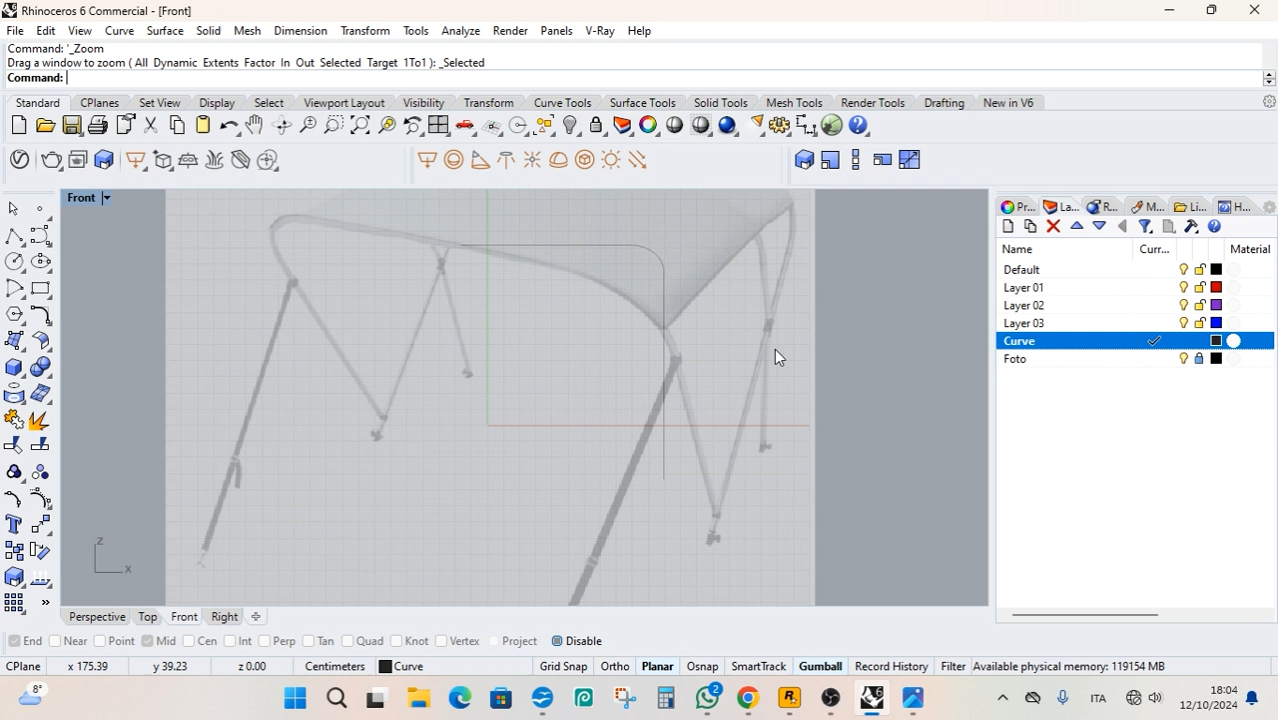 Rhinoceros 6 Commercial - [Front]
File Edit View Curve Surface Solid Mesh Dimension Transform Tools Analyze Render Panels V-Ray Help
Command: '_Zoom
Drag a window to zoom ( All Dynamic Extents Factor In Out Selected Target 1To1 ): _Selected
Command:
Standard CPlanes Set View Display Select Viewport Layout Visibility Transform Curve Tools Surface Tools Solid Tools Mesh Tools Render Tools Drafting New in V6
Front
Pr... La... R... M... Li... H...
Name Curr... Material
Default
Layer 01
Layer 02
Layer 03
Curve
Foto
z
x
Perspective Top Front Right
End Near Point Mid Cen Int Perp Tan Quad Knot Vertex Project Disable
CPlane x 175.39 y 39.23 z 0.00 Centimeters Curve Grid Snap Ortho Planar Osnap SmartTrack Gumball Record History Filter Available physical memory: 119154 MB
8°
2
ITA
18:04
12/10/2024